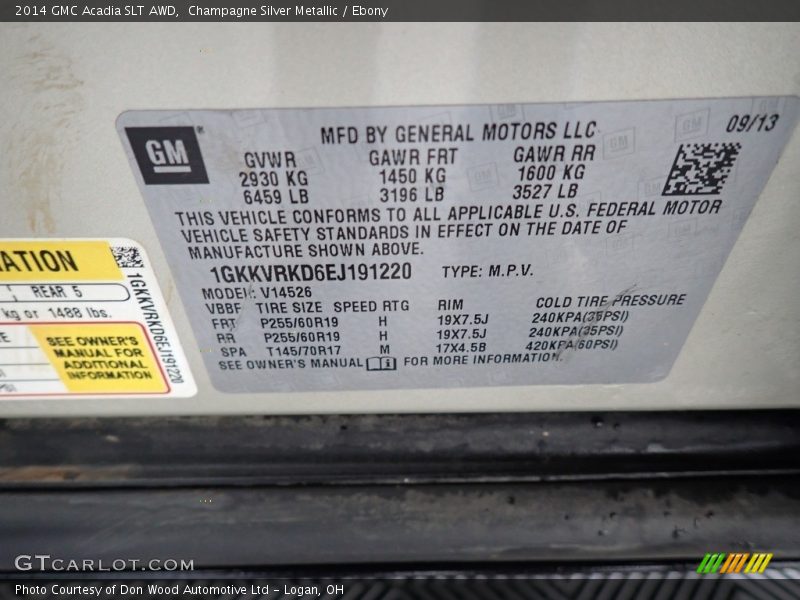 2014 GMC Acadia SLT AWD,  Champagne Silver Metallic / Ebony
GM
MFD BY GENERAL MOTORS LLC
09/13
GVWR GAWR FRT GAWR RR
2930 KG 1450 KG 1600 KG
6459 LB 3196 LB 3527 LB
THIS VEHICLE CONFORMS TO ALL APPLICABLE U.S. FEDERAL MOTOR
VEHICLE SAFETY STANDARDS IN EFFECT ON THE DATE OF
MANUFACTURE SHOWN ABOVE.
1GKKVRKD6EJ191220 TYPE: M.P.V.
MODEL: V14526
VBBF TIRE SIZE SPEED RTG RIM COLD TIRE PRESSURE
FRT P255/60R19 H 19X7.5J 240KPA(35PSI)
RR P255/60R19 H 19X7.5J 240KPA(35PSI)
SPA T145/70R17 M 17X4.5B 420KPA(60PSI)
SEE OWNER'S MANUAL FOR MORE INFORMATION.
ATION
REAR 5
kg or 1488 lbs.
SEE OWNER'S
MANUAL FOR
ADDITIONAL
INFORMATION
1GKKVRKD6EJ191220
GTCARLOT.COM
Photo Courtesy of Don Wood Automotive Ltd - Logan, OH